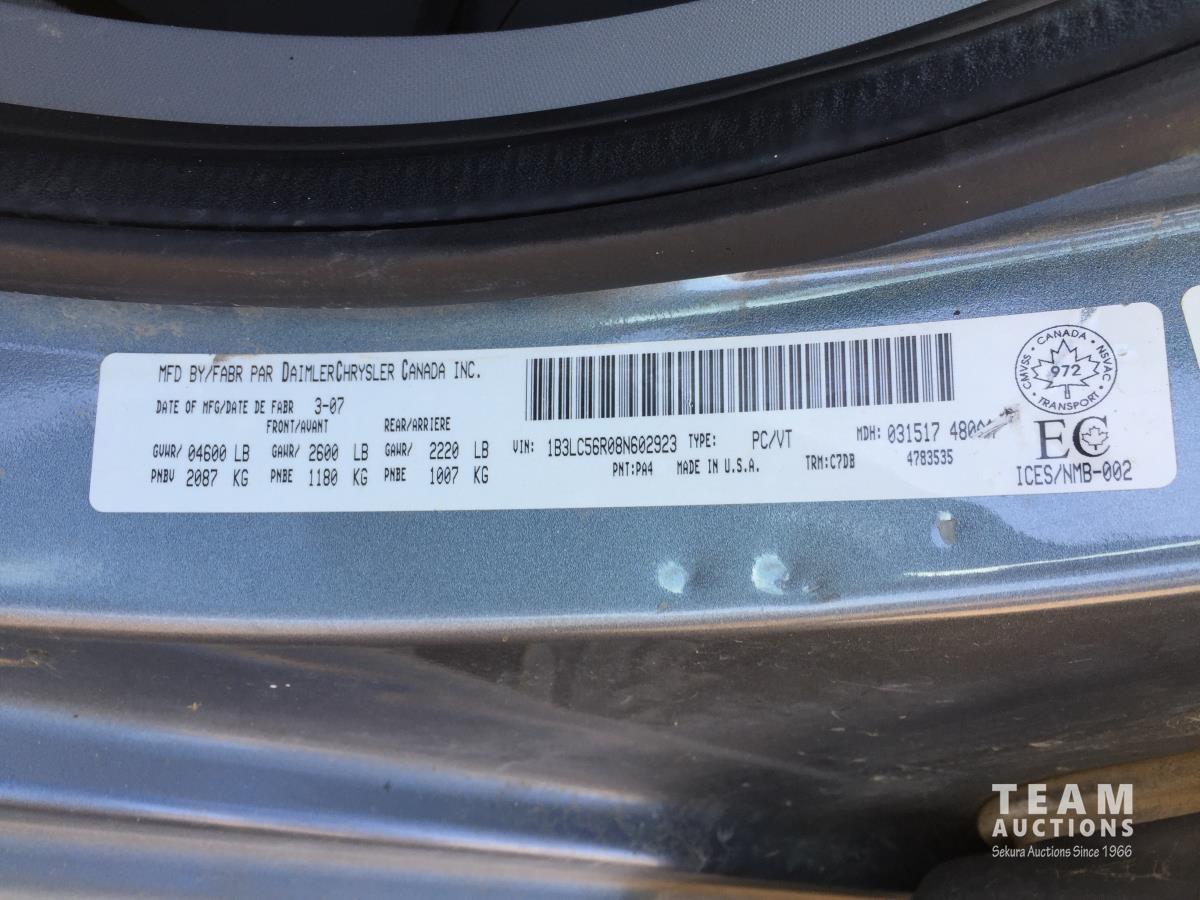 MFD BY/FABR PAR DAIMLERCHRYSLER CANADA INC.
DATE OF MFG/DATE DE FABR 3-07
FRONT/AVANT REAR/ARRIERE
GVWR/ 04600 LB GAWR/ 2600 LB GAWR/ 2220 LB
PNBV 2087 KG PNBE 1180 KG PNBE 1007 KG
VIN: 1B3LC56R08N602923 TYPE: PC/VT MDH: 031517
PNT:PA4 MADE IN U.S.A. TRM:C7DB 4783535
CANADA
CMVSS 972 NSVAC
TRANSPORT
EC
ICES/NMB-002
TEAM
AUCTIONS
Sekura Auctions Since 1966